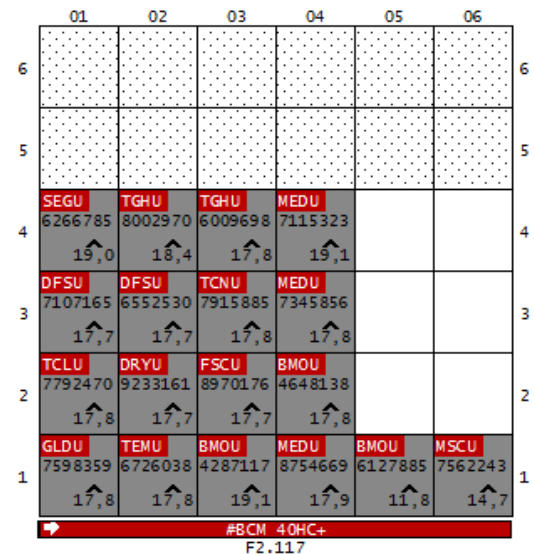 01 02 03 04 05 06
6 6
5 5
SEGU TGHU TGHU MEDU
6266785 8002970 6009698 7115323
4 4
19,0 18,4 17,8 19,1
DFSU DFSU TCNU MEDU
7107165 6552530 7915885 7345856
3 3
17,7 17,7 17,8 17,8
TCLU DRYU FSCU BMOU
7792470 9233161 8970176 4648138
2 2
17,8 17,7 17,7 17,8
GLDU TEMU BMOU MEDU BMOU MSCU
7598359 6726038 4287117 8754669 6127885 7562243
1 1
17,8 17,8 19,1 17,9 11,8 14,7
#BCM 40HC+
F2.117